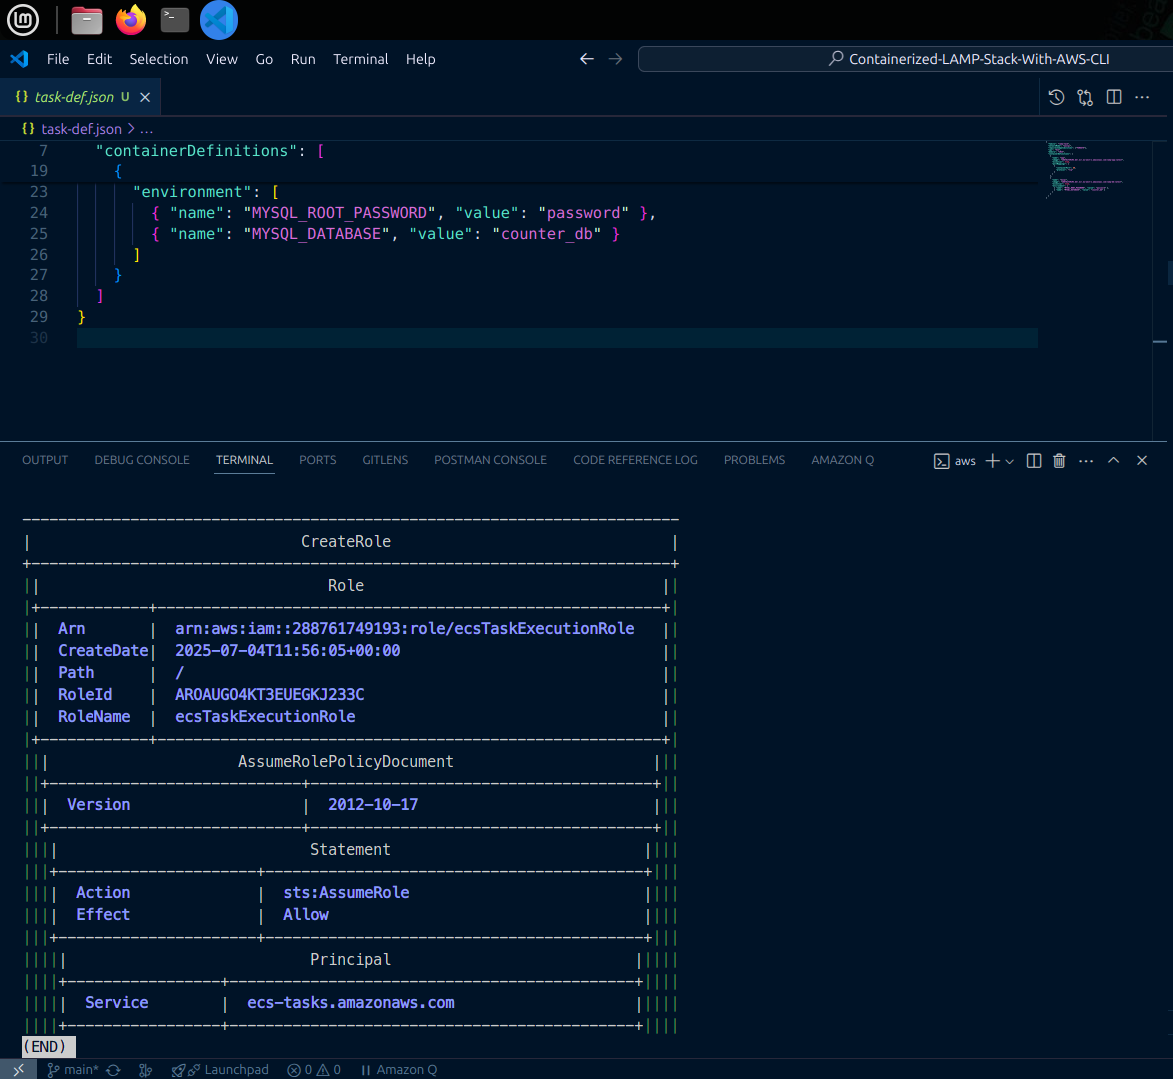 File Edit Selection View Go Run Terminal Help
Containerized-LAMP-Stack-With-AWS-CLI
{} task-def.json U
{} task-def.json > ...
7 "containerDefinitions": [
19 {
23 "environment": [
24 { "name": "MYSQL_ROOT_PASSWORD", "value": "password" },
25 { "name": "MYSQL_DATABASE", "value": "counter_db" }
26 ]
27 }
28 ]
29 }
30
OUTPUT DEBUG CONSOLE TERMINAL PORTS GITLENS POSTMAN CONSOLE CODE REFERENCE LOG PROBLEMS AMAZON Q aws
CreateRole
Role
Arn | arn:aws:iam::288761749193:role/ecsTaskExecutionRole
CreateDate| 2025-07-04T11:56:05+00:00
Path | /
RoleId | AROAUGO4KT3EUEGKJ233C
RoleName | ecsTaskExecutionRole
AssumeRolePolicyDocument
Version | 2012-10-17
Statement
Action | sts:AssumeRole
Effect | Allow
Principal
Service | ecs-tasks.amazonaws.com
(END)
main* Launchpad 0 0 Amazon Q